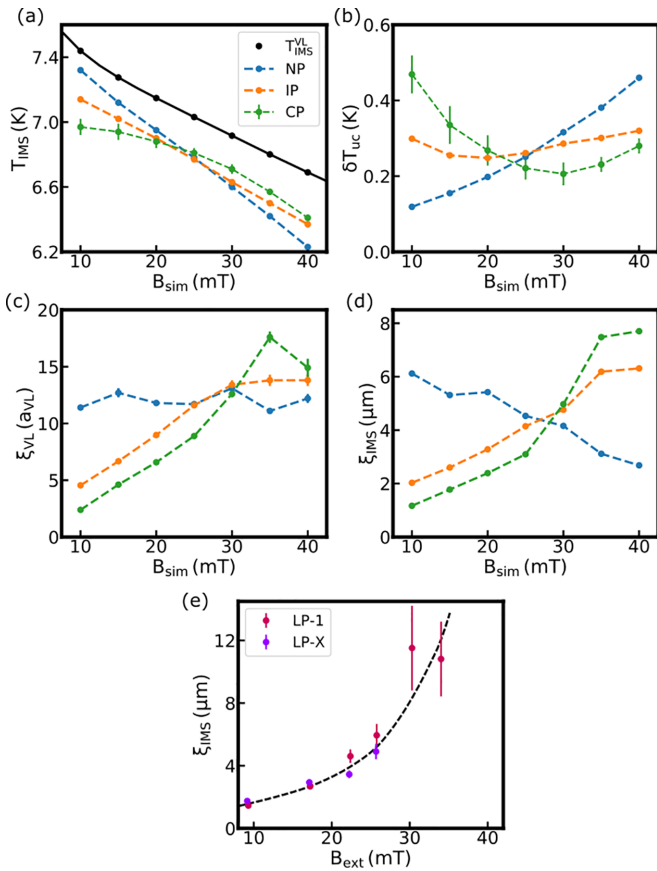 (a)
T_IMS (K)
7.4
7.0
6.6
6.2
T^VL_IMS
NP
IP
CP
10 20 30 40
B_sim (mT)
(b)
δT_uc (K)
0.6
0.4
0.2
0.0
10 20 30 40
B_sim (mT)
(c)
ξ_VL (a_VL)
20
15
10
5
0
10 20 30 40
B_sim (mT)
(d)
ξ_IMS (μm)
8
6
4
2
0
10 20 30 40
B_sim (mT)
(e)
ξ_IMS (μm)
12
8
4
0
LP-1
LP-X
10 20 30 40
B_ext (mT)